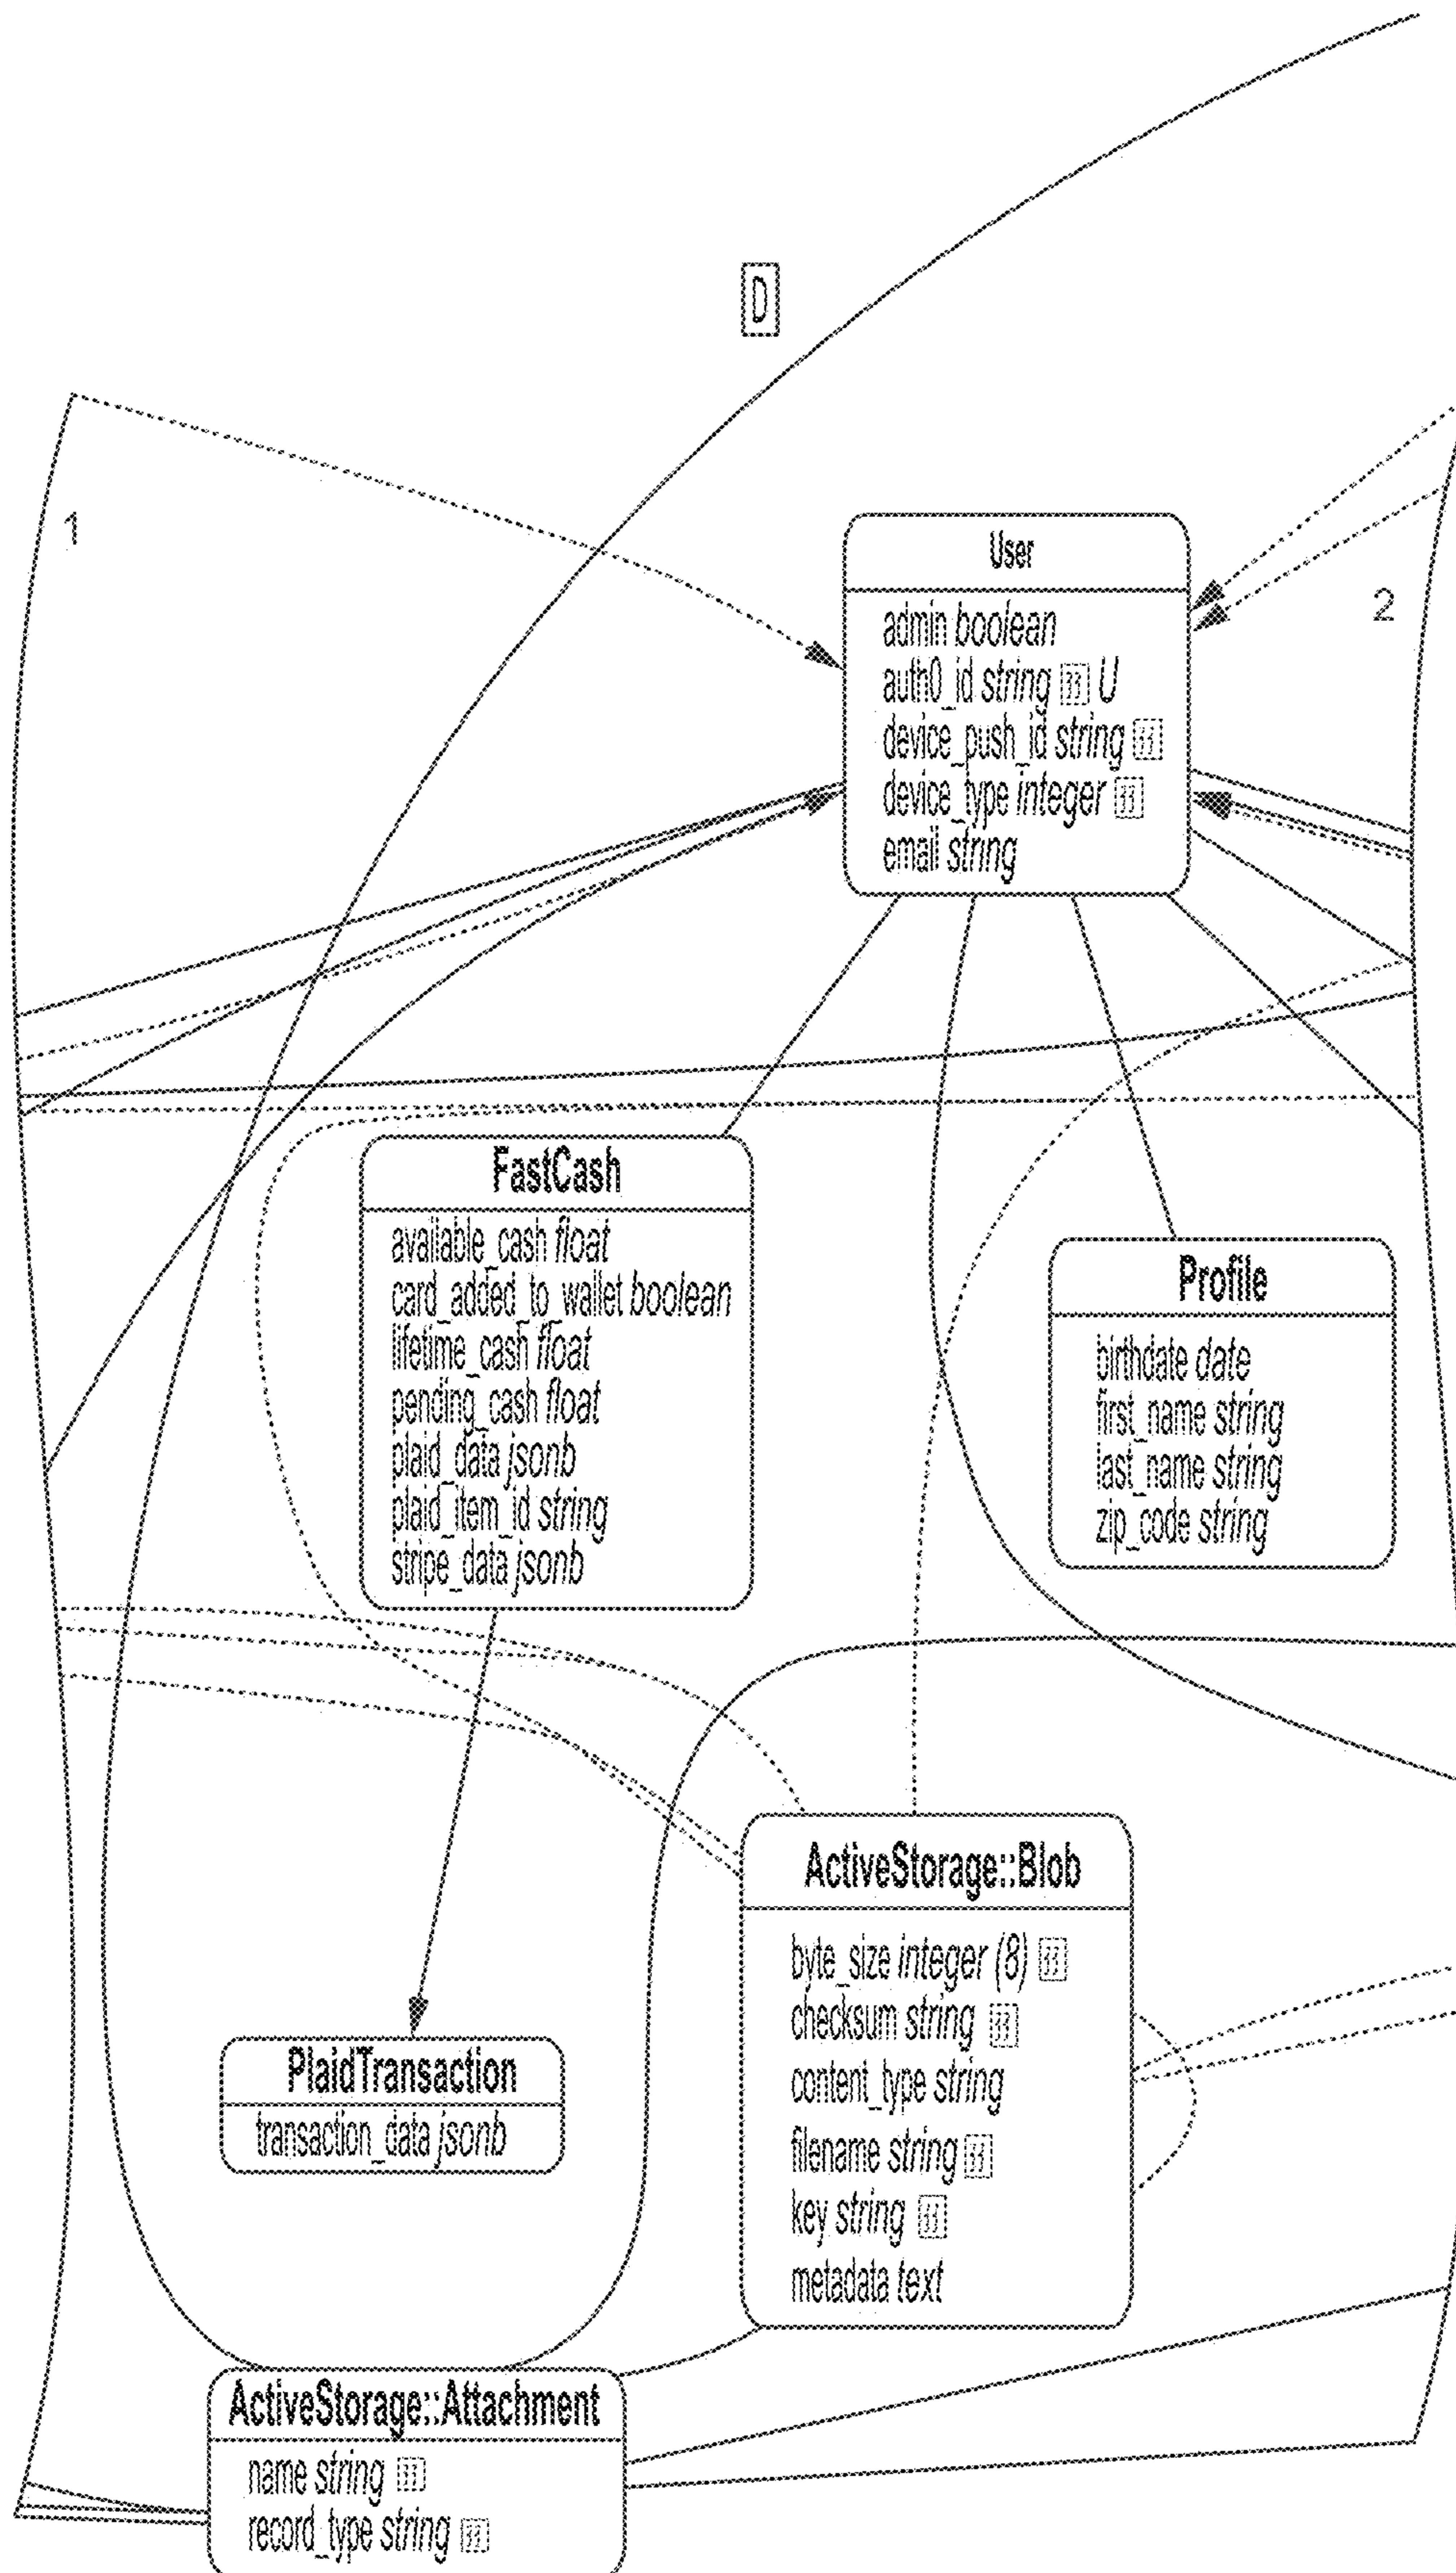 D
1
2
User
admin boolean
auth0_id string U
device_push_id string
device_type integer
email string
FastCash
available_cash float
card_added_to_wallet boolean
lifetime_cash float
pending_cash float
plaid_data jsonb
plaid_item_id string
stripe_data jsonb
Profile
birthdate date
first_name string
last_name string
zip_code string
ActiveStorage::Blob
byte_size integer (8)
checksum string
content_type string
filename string
key string
metadata text
PlaidTransaction
transaction_data jsonb
ActiveStorage::Attachment
name string
record_type string